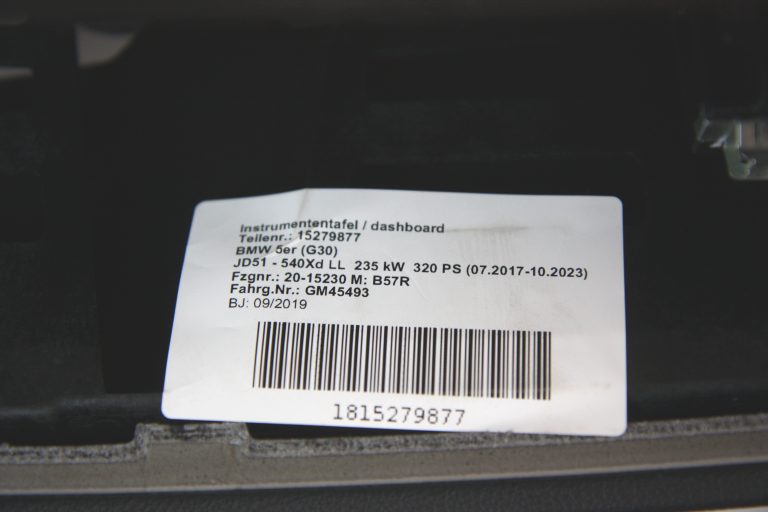 Instrumententafel / dashboard
Teilenr.: 15279877
BMW 5er (G30)
JD51 - 540Xd LL 235 kW 320 PS (07.2017-10.2023)
Fzgnr.: 20-15230 M: B57R
Fahrg.Nr.: GM45493
BJ: 09/2019
1815279877